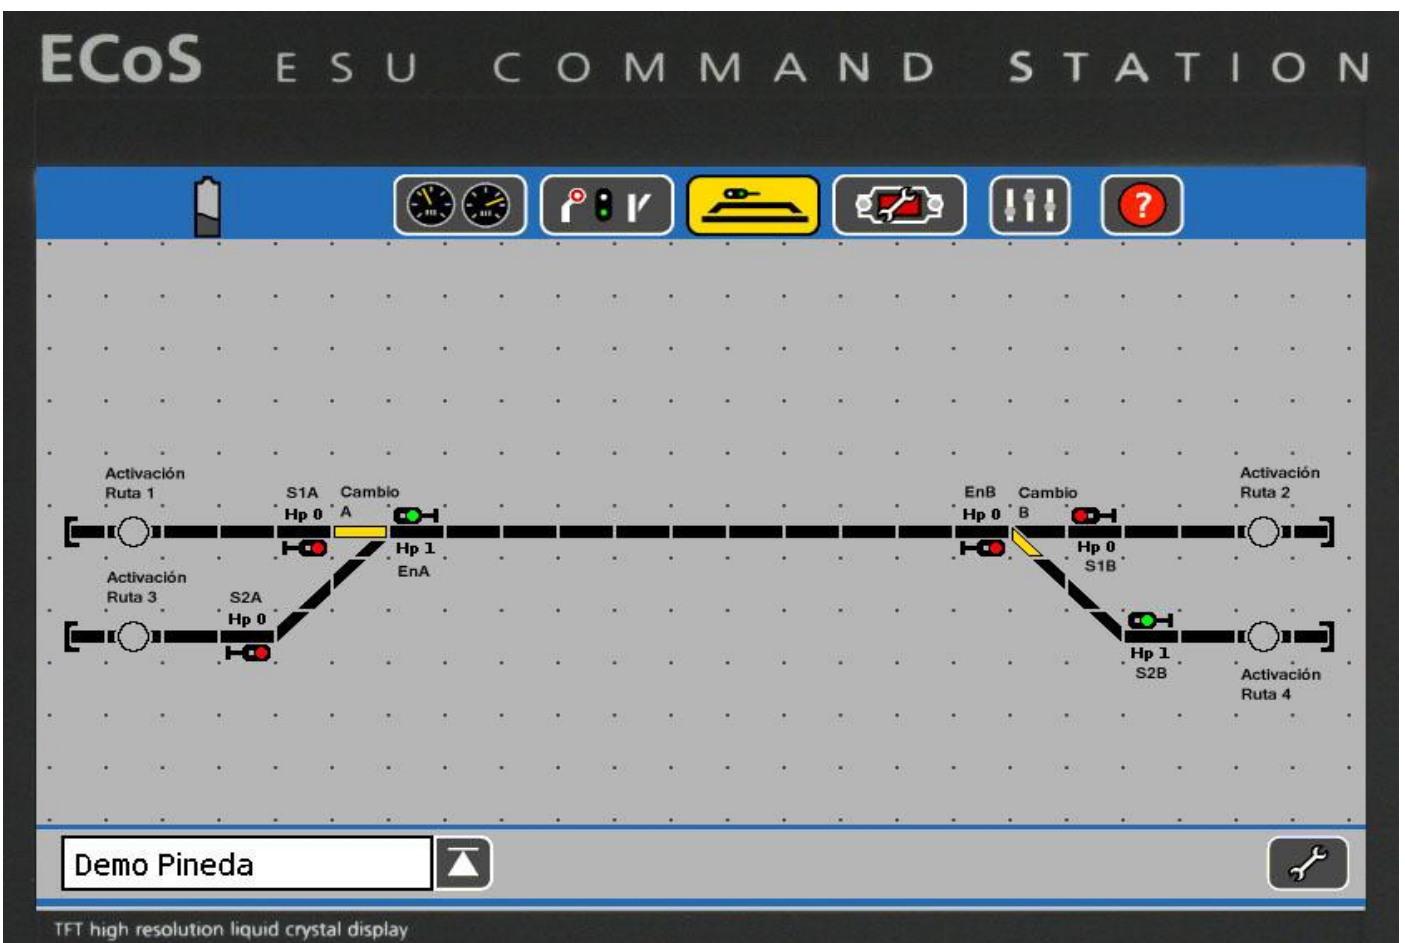 ECoS ESU COMMAND STATION
?
Activación
Ruta 1
S1A
Hp 0
Cambio
A
Hp 1
EnA
EnB
Hp 0
Cambio
B
Hp 0
S1B
Activación
Ruta 2
Activación
Ruta 3
S2A
Hp 0
Hp 1
S2B
Activación
Ruta 4
Demo Pineda
TFT high resolution liquid crystal display